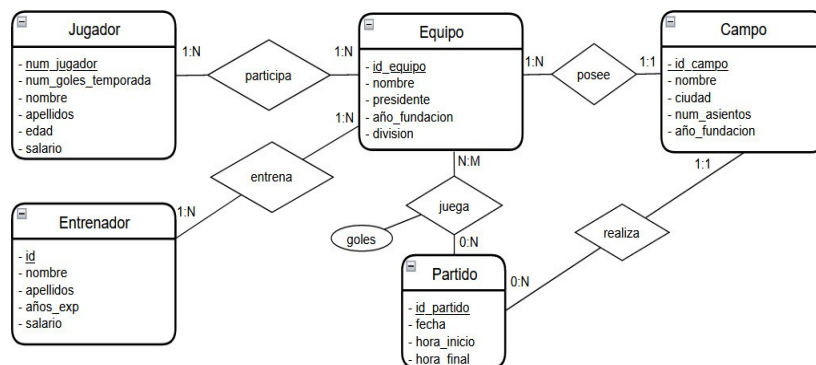 Jugador
- num_jugador
- num_goles_temporada
- nombre
- apellidos
- edad
- salario
1:N
participa
1:N
Equipo
- id_equipo
- nombre
- presidente
- año_fundacion
- division
1:N
posee
1:1
Campo
- id_campo
- nombre
- ciudad
- num_asientos
- año_fundacion
1:N
entrena
1:N
N:M
juega
goles
0:N
1:1
realiza
0:N
Entrenador
- id
- nombre
- apellidos
- años_exp
- salario
Partido
- id_partido
- fecha
- hora_inicio
- hora_final